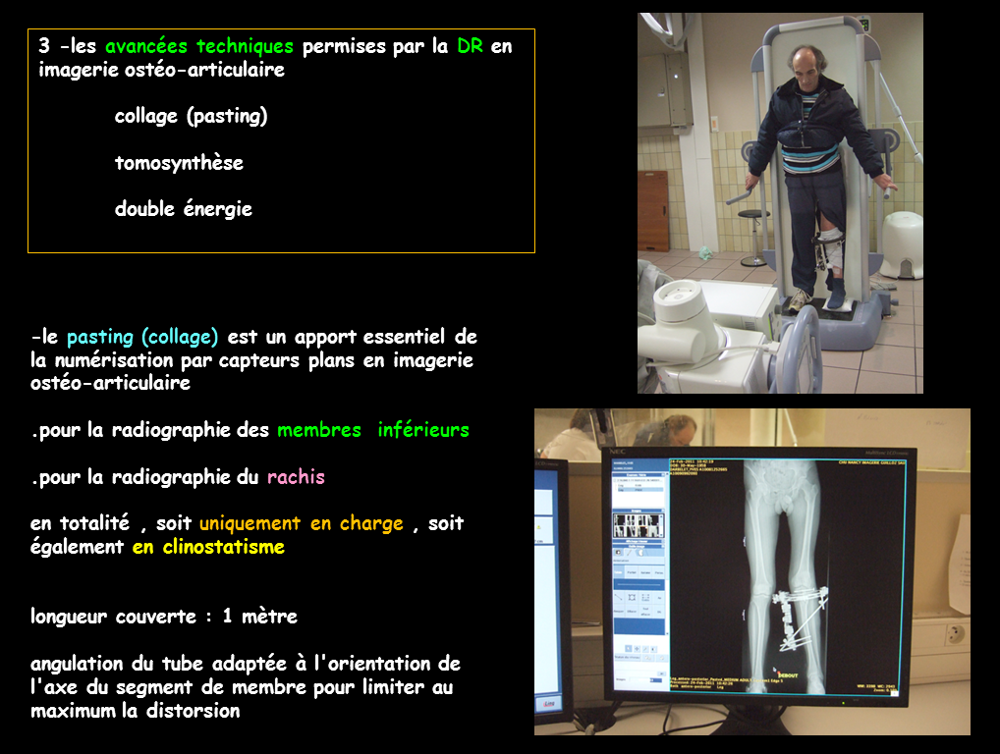 3 -les avancées techniques permises par la DR en
imagerie ostéo-articulaire
collage (pasting)
tomosynthèse
double énergie
-le pasting (collage) est un apport essentiel de
la numérisation par capteurs plans en imagerie
ostéo-articulaire
.pour la radiographie des membres inférieurs
.pour la radiographie du rachis
en totalité , soit uniquement en charge , soit
également en clinostatisme
longueur couverte : 1 mètre
angulation du tube adaptée à l'orientation de
l'axe du segment de membre pour limiter au
maximum la distorsion
NEC
DEBOUT